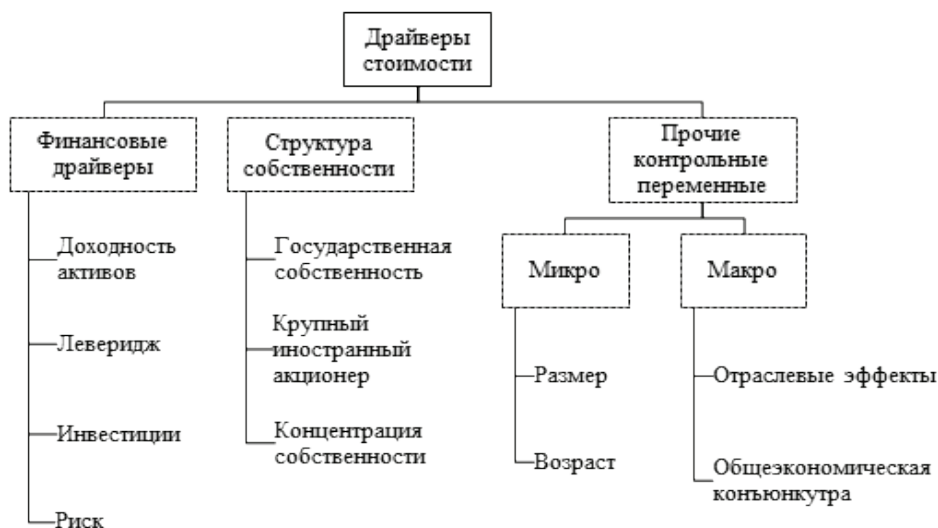 Драйверы
стоимости
Финансовые
драйверы
Доходность
активов
Леверидж
Инвестиции
Риск
Структура
собственности
Государственная
собственность
Крупный
иностранный
акционер
Концентрация
собственности
Прочие
контрольные
переменные
Микро
Размер
Возраст
Макро
Отраслевые эффекты
Общеэкономическая
конъюнкутра